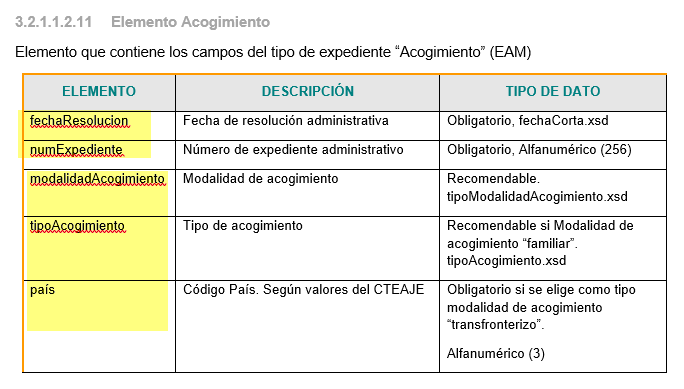 3.2.1.1.2.11 Elemento Acogimiento
Elemento que contiene los campos del tipo de expediente “Acogimiento” (EAM)
ELEMENTO DESCRIPCIÓN TIPO DE DATO
fechaResolucion Fecha de resolución administrativa Obligatorio, fechaCorta.xsd
numExpediente Número de expediente administrativo Obligatorio, Alfanumérico (256)
modalidadAcogimiento Modalidad de acogimiento Recomendable.
tipoModalidadAcogimiento.xsd
tipoAcogimiento Tipo de acogimiento Recomendable si Modalidad de
acogimiento “familiar”.
tipoAcogimiento.xsd
país Código País. Según valores del CTEAJE Obligatorio si se elige como tipo
modalidad de acogimiento
“transfronterizo”.
Alfanumérico (3)